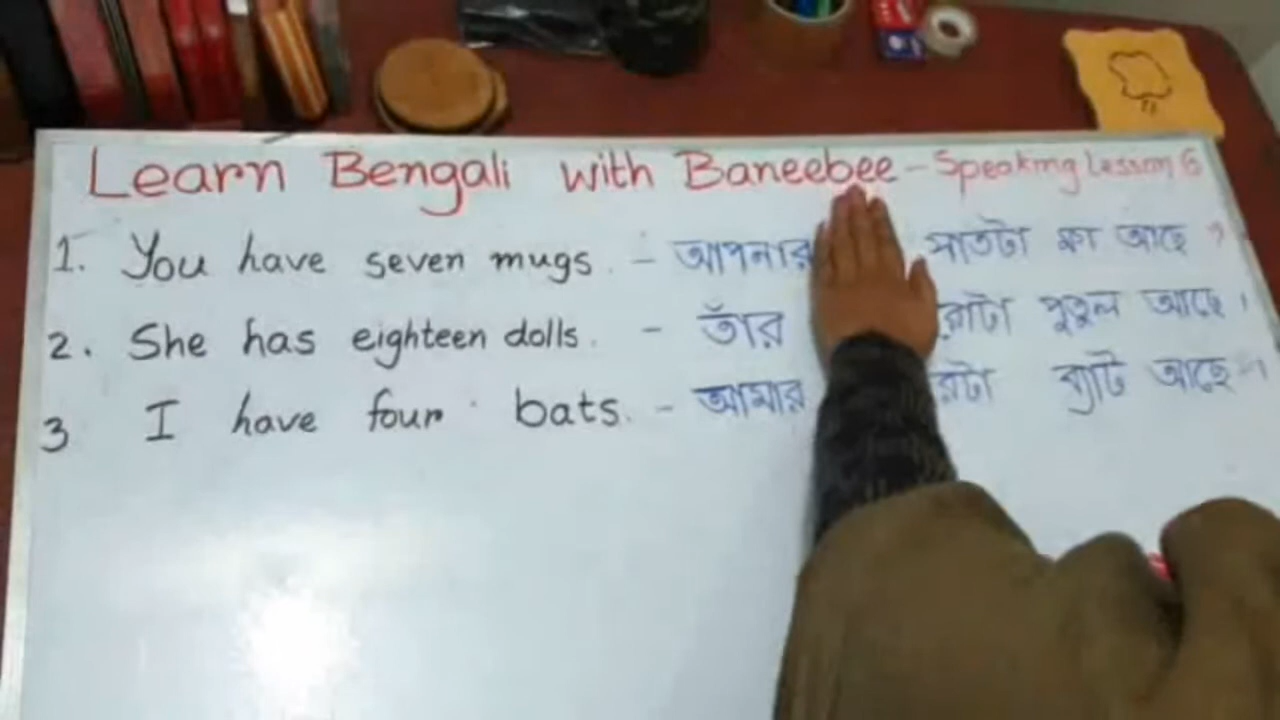 Learn Bengali with Baneebee - Speaking Lesson 6
1. You have seven mugs. - আপনার সাতটা মগ আছে ?
2. She has eighteen dolls. - তাঁর পুতুল আছে ।
3 I have four bats. - আমার ব্যাট আছে ।